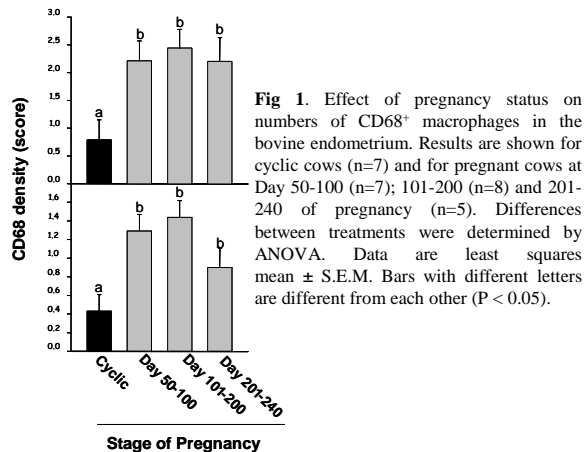 3,0
2,5
2,0
1,5
1,0
0,5
0,0
a
b
b
b
1,6
1,4
1,2
1,0
0,8
0,6
0,4
0,2
0,0
a
b
b
b
CD68 density (score)
Cyclic
Day 50-100
Day 101-200
Day 201-240
Stage of Pregnancy
Fig 1. Effect of pregnancy status on
numbers of CD68⁺ macrophages in the
bovine endometrium. Results are shown for
cyclic cows (n=7) and for pregnant cows at
Day 50-100 (n=7); 101-200 (n=8) and 201-
240 of pregnancy (n=5). Differences
between treatments were determined by
ANOVA. Data are least squares
mean ± S.E.M. Bars with different letters
are different from each other (P < 0.05).